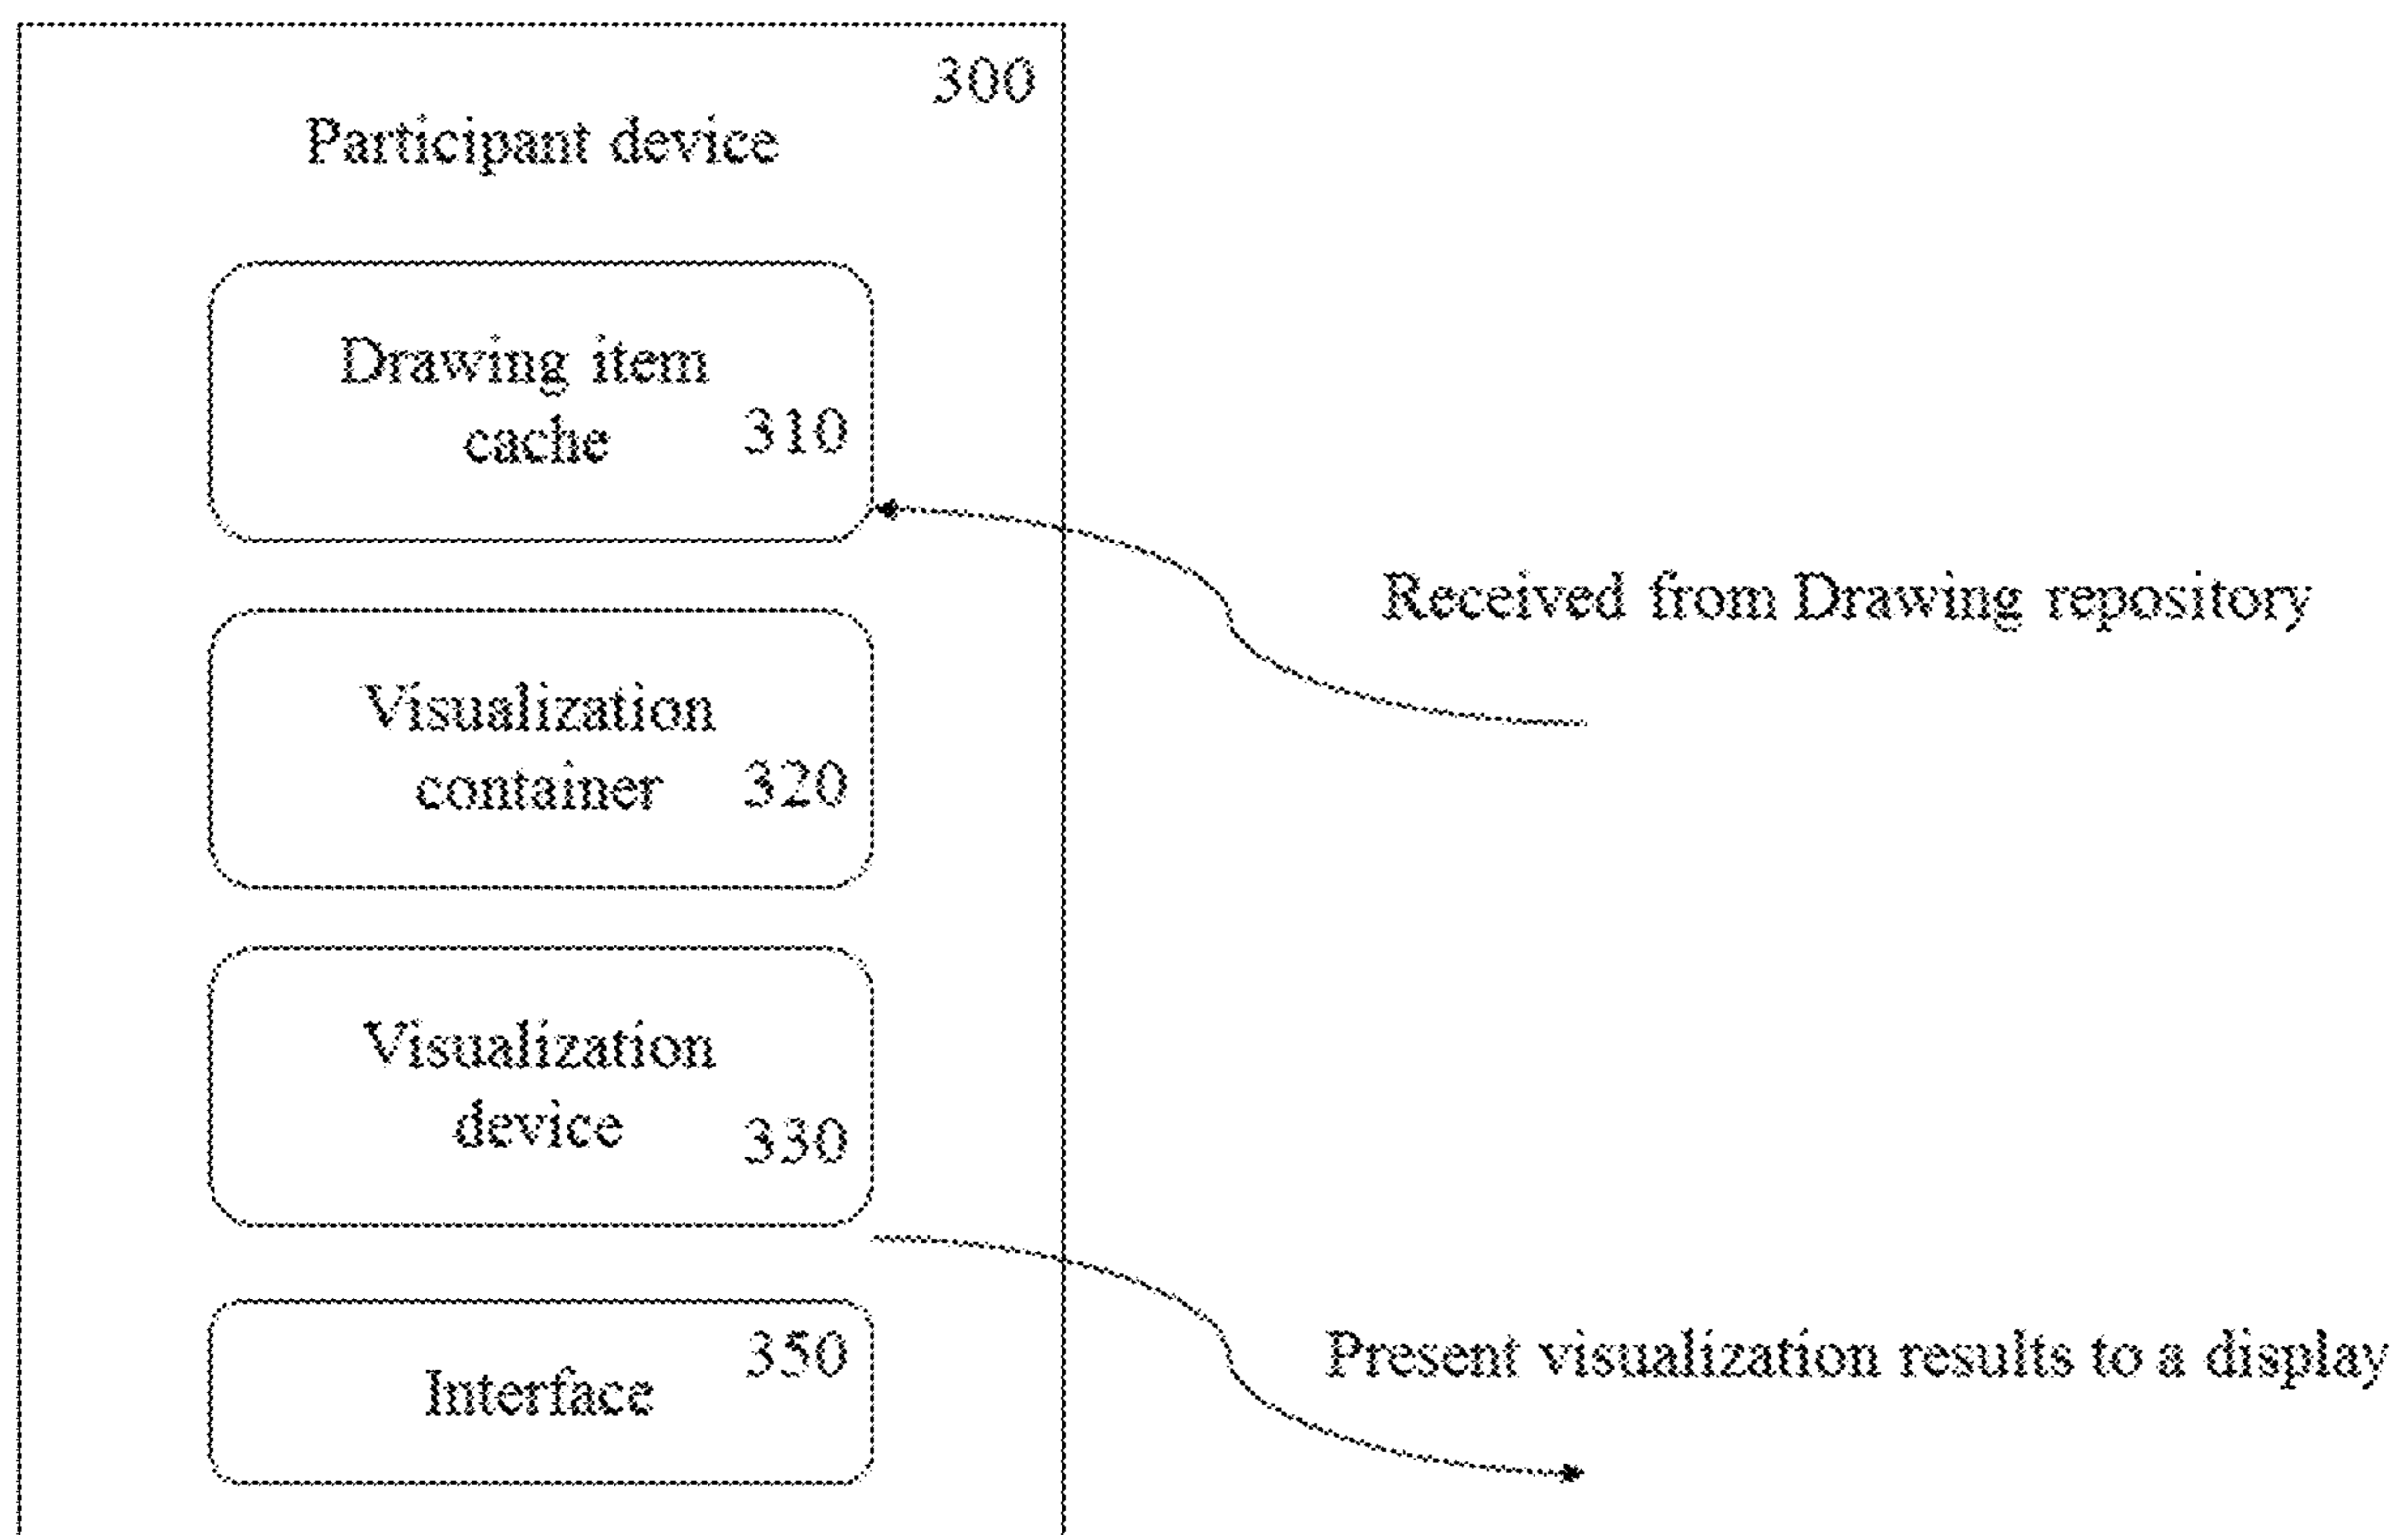 300
Participant device
Drawing item
cache
310
Received from Drawing repository
Visualization
container
320
Visualization
device
330
350
Interface
Present visualization results to a display